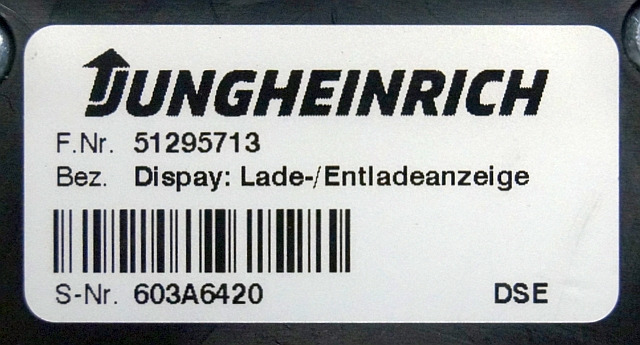 JUNGHEINRICH
F.Nr. 51295713
Bez. Dispay: Lade-/Entladeanzeige
S-Nr. 603A6420 DSE